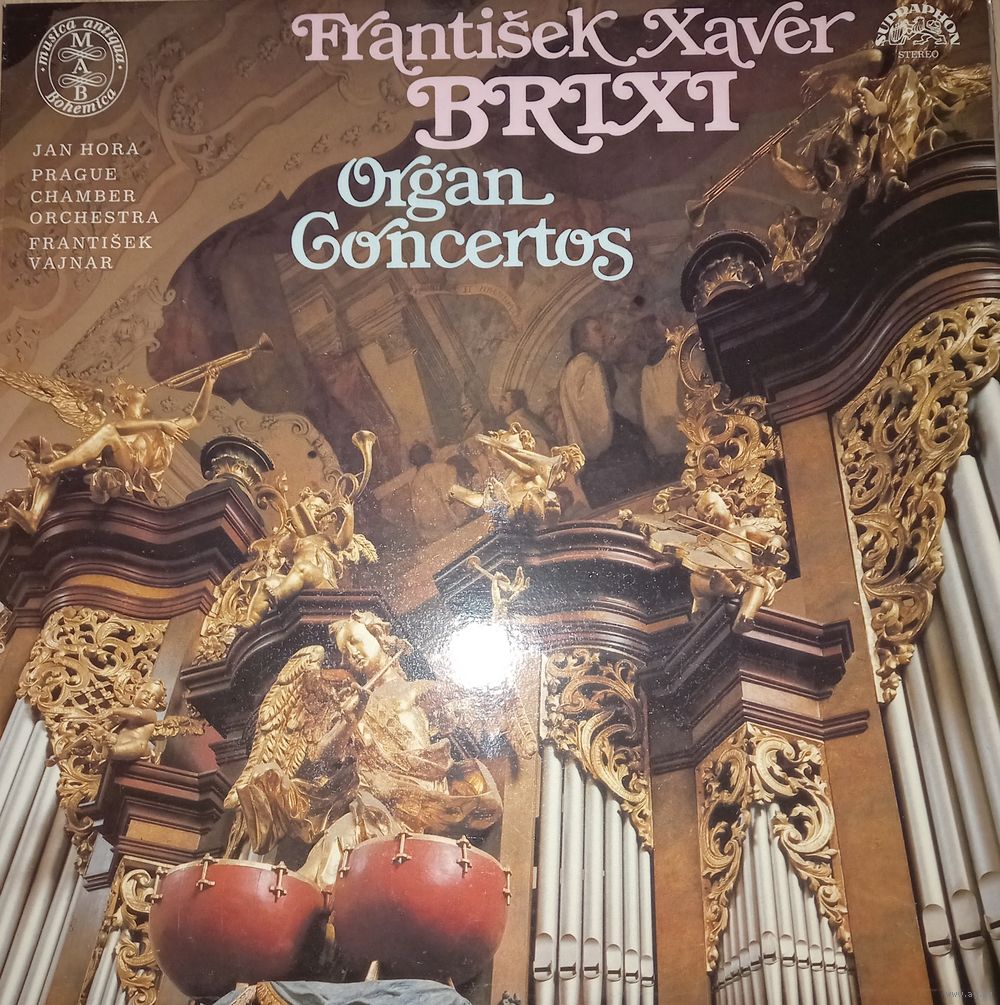 musica antiqua
M
A
B
Bohemica
František Xaver
BRIXI
SUPRAPHON
STEREO
Organ
Concertos
JAN HORA
PRAGUE
CHAMBER
ORCHESTRA
FRANTIŠEK
VAJNAR